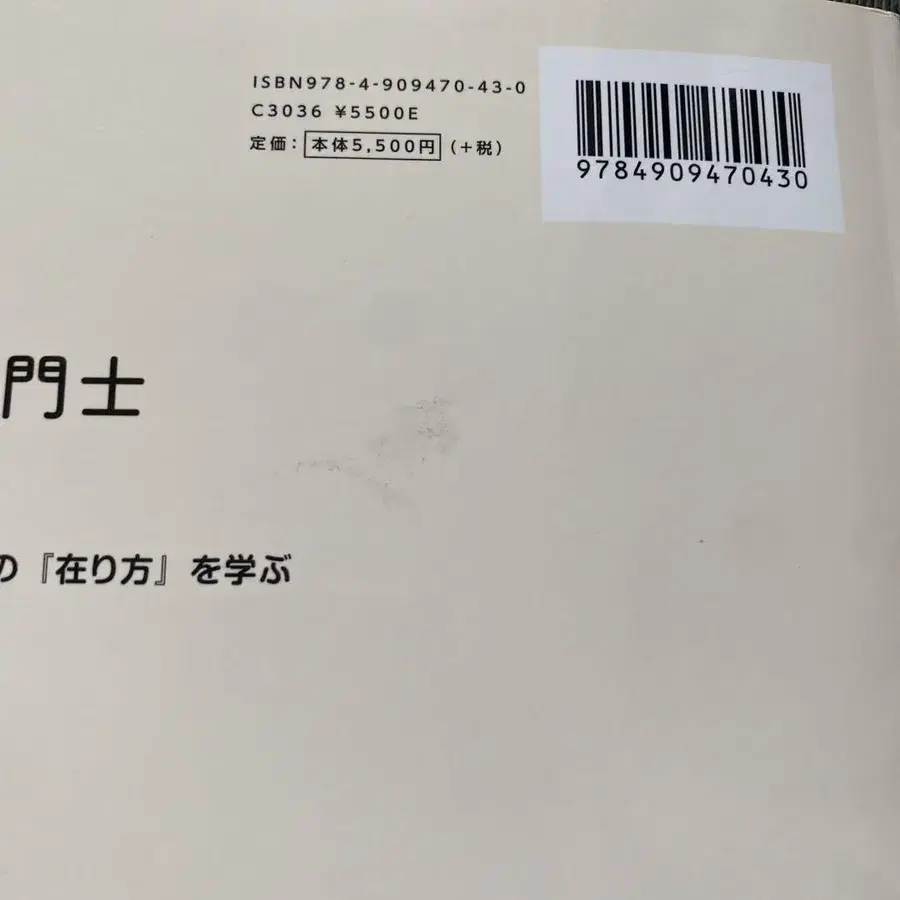 ISBN978-4-909470-43-0
C3036 ¥5500E
定価：本体5,500円（+税）
9784909470430
門士
の『在り方』を学ぶ